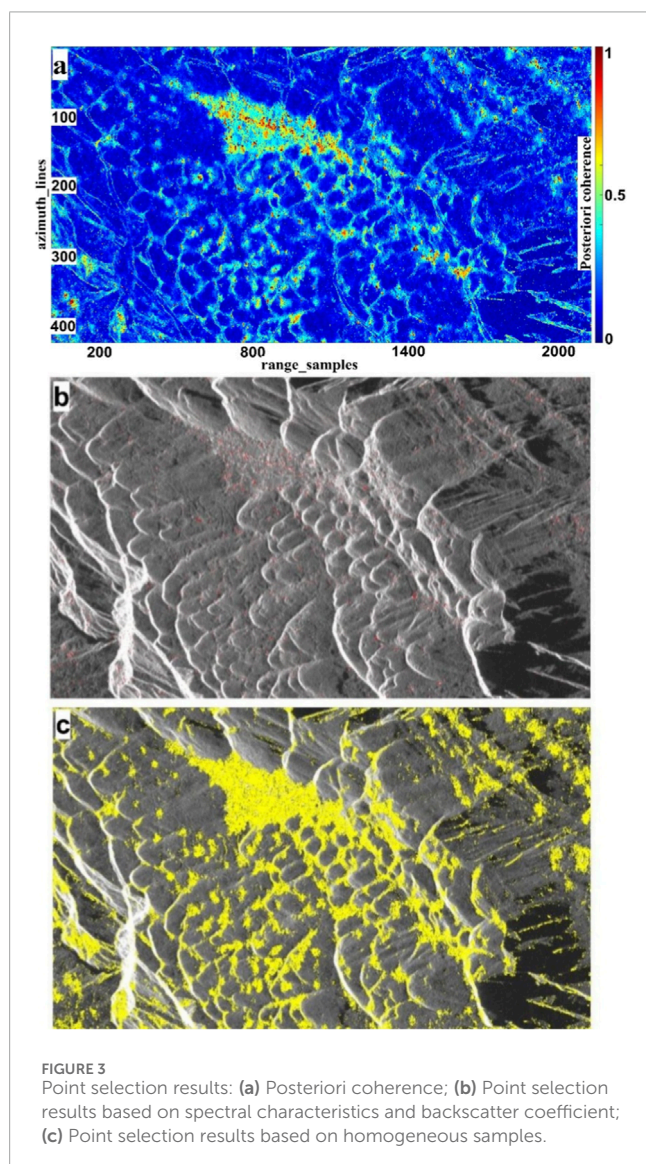 a
1
100
200
300
400
azimuth_lines
0.5
Posteriori coherence
0
200
800
1400
2000
range_samples
b
c
FIGURE 3
Point selection results: (a) Posteriori coherence; (b) Point selection
results based on spectral characteristics and backscatter coefficient;
(c) Point selection results based on homogeneous samples.